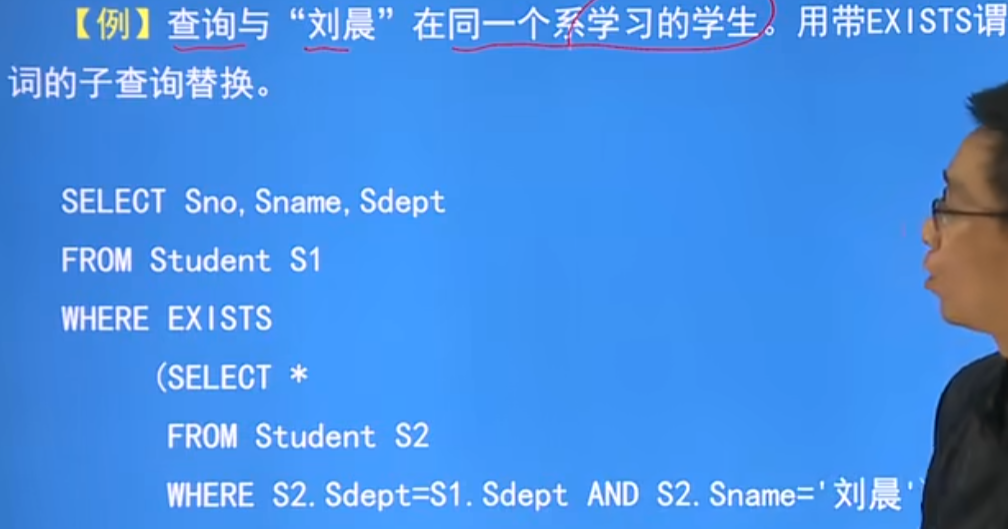 【例】查询与“刘晨”在同一个系学习的学生。用带EXISTS谓
词的子查询替换。
SELECT Sno,Sname,Sdept
FROM Student S1
WHERE EXISTS
(SELECT *
FROM Student S2
WHERE S2.Sdept=S1.Sdept AND S2.Sname='刘晨'